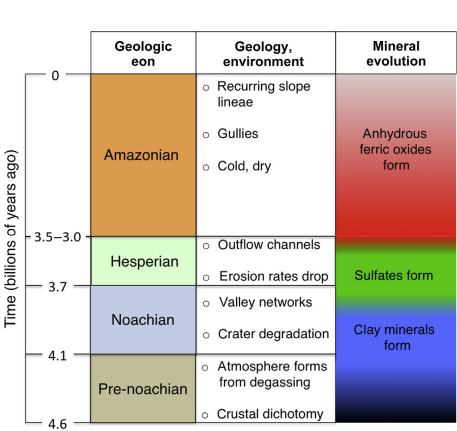 Geologic
eon
Geology,
environment
Mineral
evolution
Time (billions of years ago)
0
3.5–3.0
3.7
4.1
4.6
Amazonian
Hesperian
Noachian
Pre-noachian
○ Recurring slope
lineae
○ Gullies
○ Cold, dry
○ Outflow channels
○ Erosion rates drop
○ Valley networks
○ Crater degradation
○ Atmosphere forms
from degassing
○ Crustal dichotomy
Anhydrous
ferric oxides
form
Sulfates form
Clay minerals
form